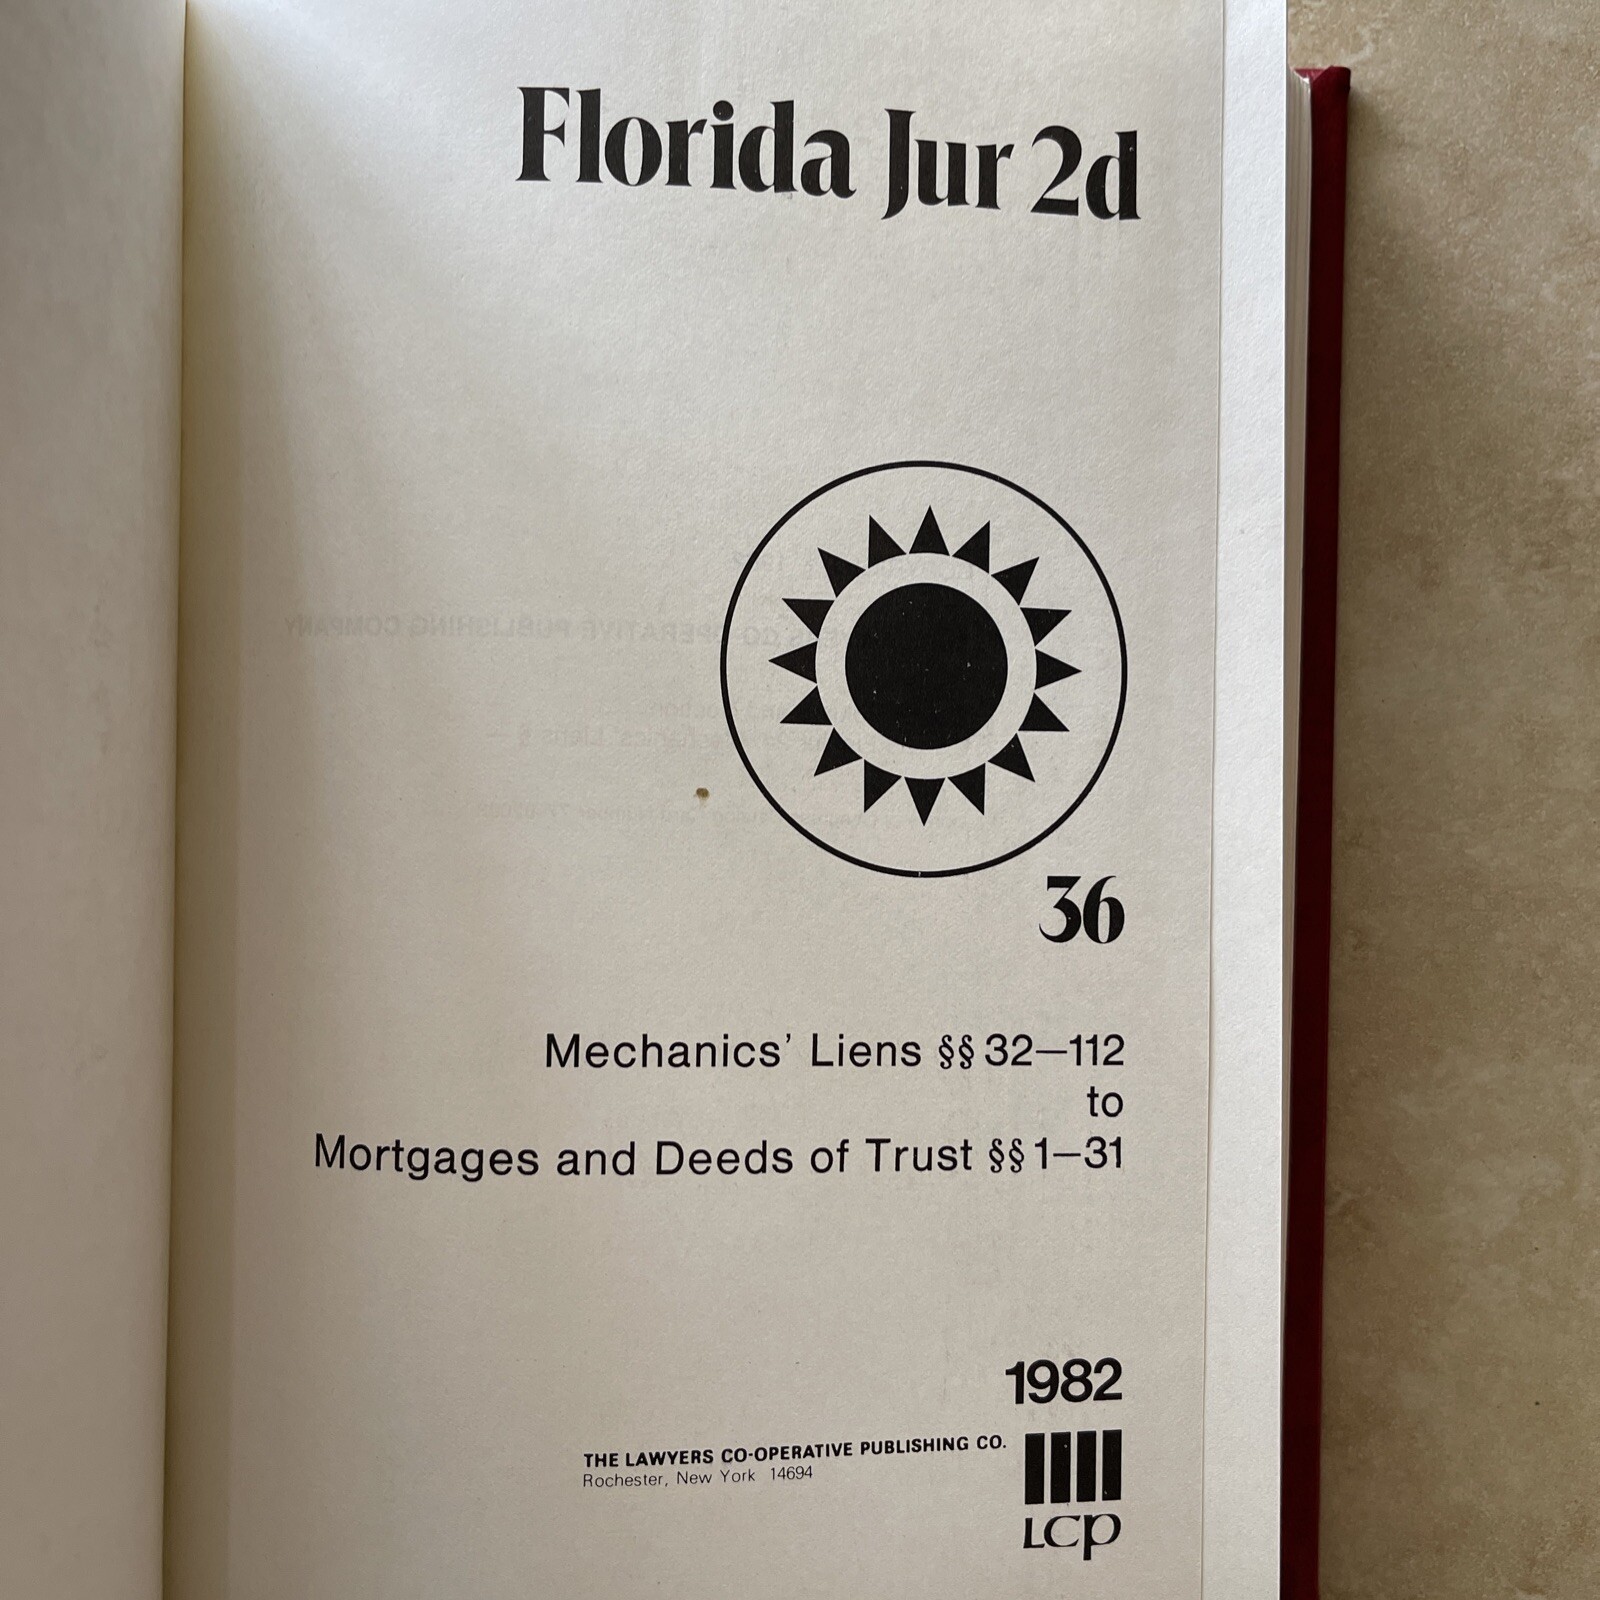 Florida Jur 2d
36
Mechanics' Liens §§ 32—112
to
Mortgages and Deeds of Trust §§ 1—31
1982
THE LAWYERS CO-OPERATIVE PUBLISHING CO.
Rochester, New York 14694
LCP